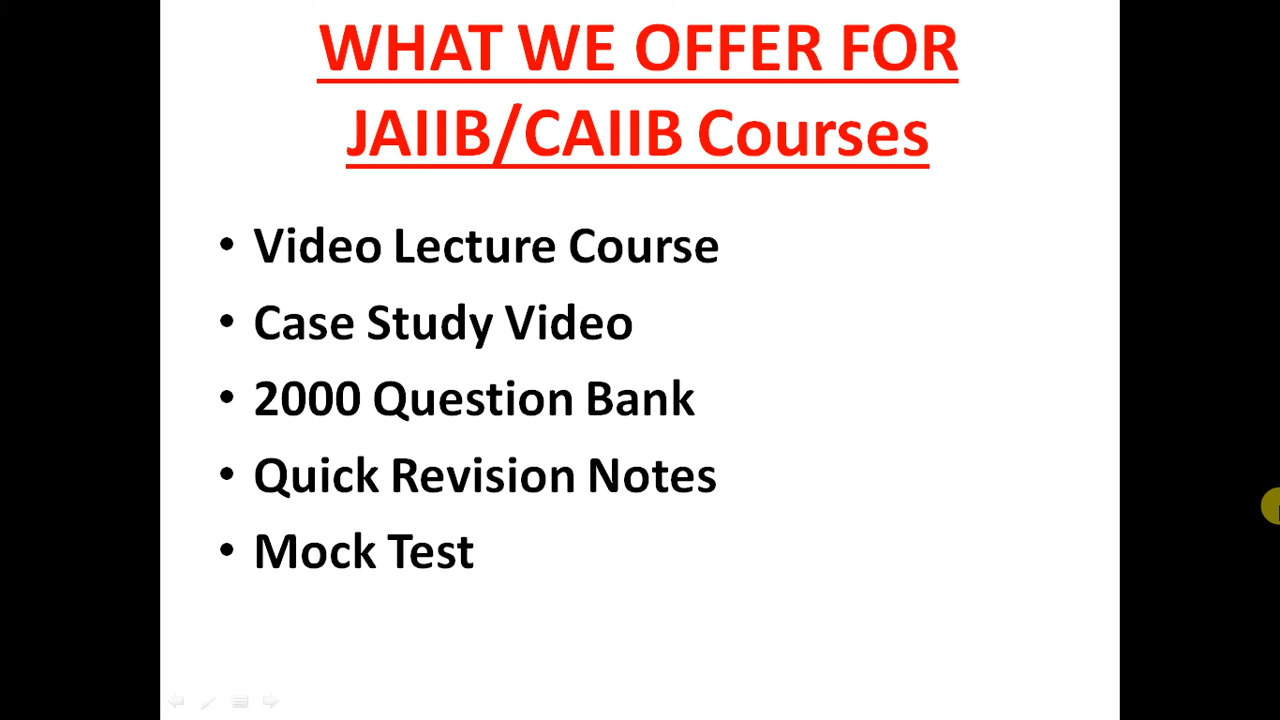 WHAT WE OFFER FOR
JAIIB/CAIIB Courses
• Video Lecture Course
• Case Study Video
• 2000 Question Bank
• Quick Revision Notes
• Mock Test